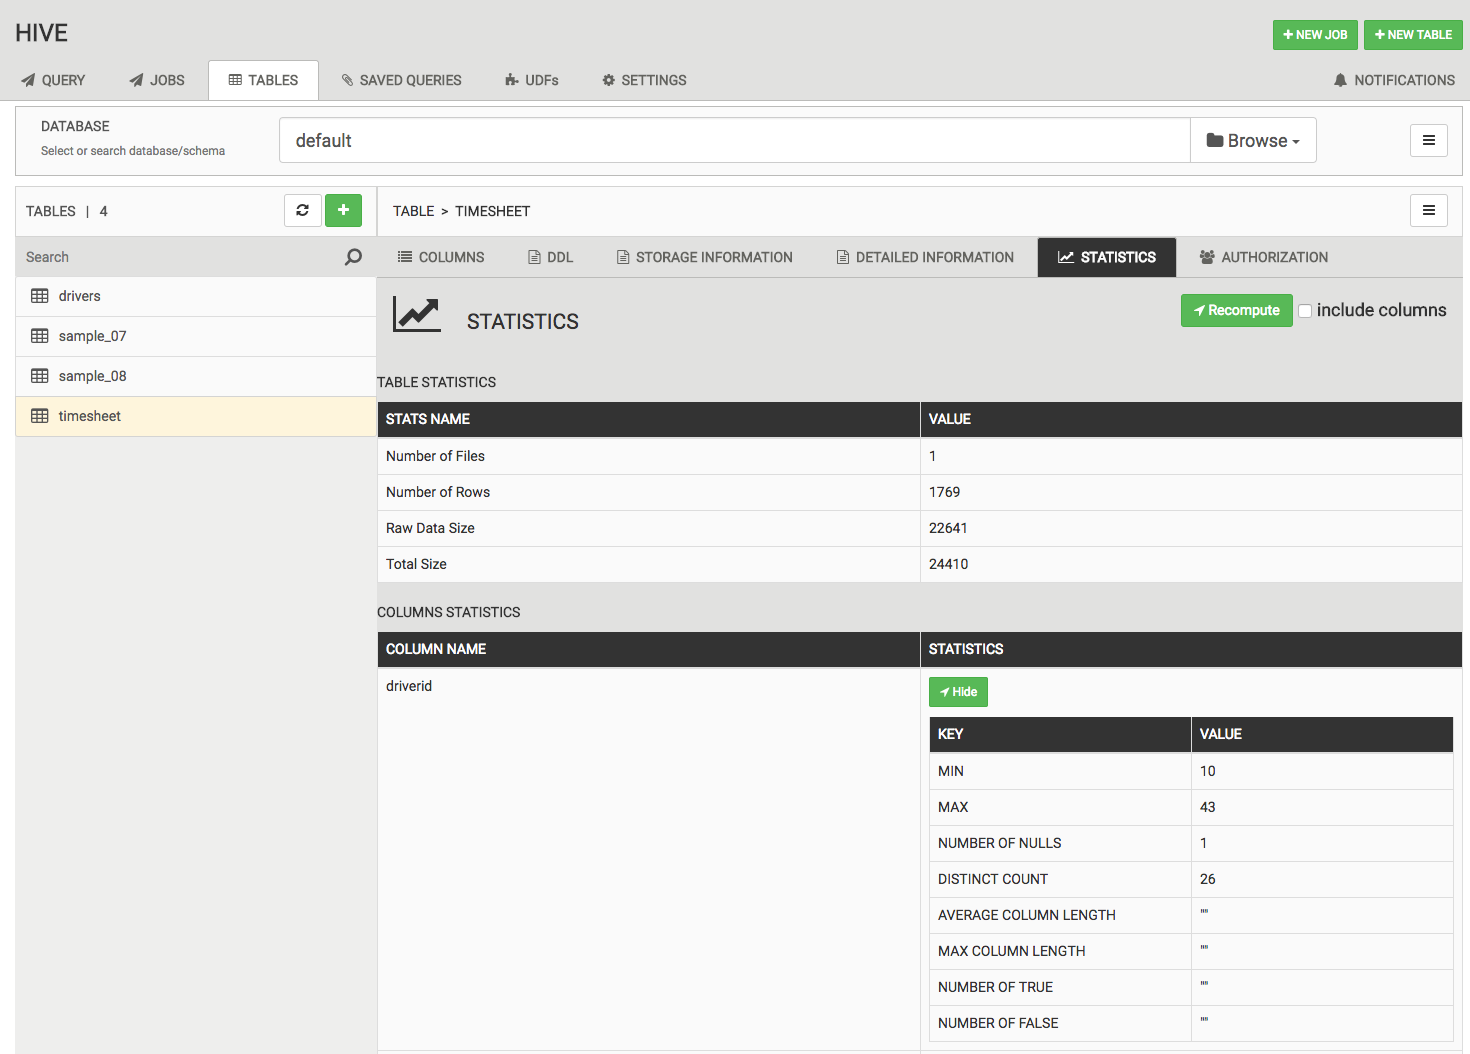 HIVE
NEW JOB
NEW TABLE
QUERY
JOBS
TABLES
SAVED QUERIES
UDFs
SETTINGS
NOTIFICATIONS
DATABASE
Select or search database/schema
default
Browse
TABLES | 4
Search
drivers
sample_07
sample_08
timesheet
TABLE > TIMESHEET
COLUMNS
DDL
STORAGE INFORMATION
DETAILED INFORMATION
STATISTICS
AUTHORIZATION
STATISTICS
Recompute
include columns
TABLE STATISTICS
STATS NAME VALUE
Number of Files 1
Number of Rows 1769
Raw Data Size 22641
Total Size 24410
COLUMNS STATISTICS
COLUMN NAME STATISTICS
driverid
Hide
KEY VALUE
MIN 10
MAX 43
NUMBER OF NULLS 1
DISTINCT COUNT 26
AVERAGE COLUMN LENGTH ""
MAX COLUMN LENGTH ""
NUMBER OF TRUE ""
NUMBER OF FALSE ""